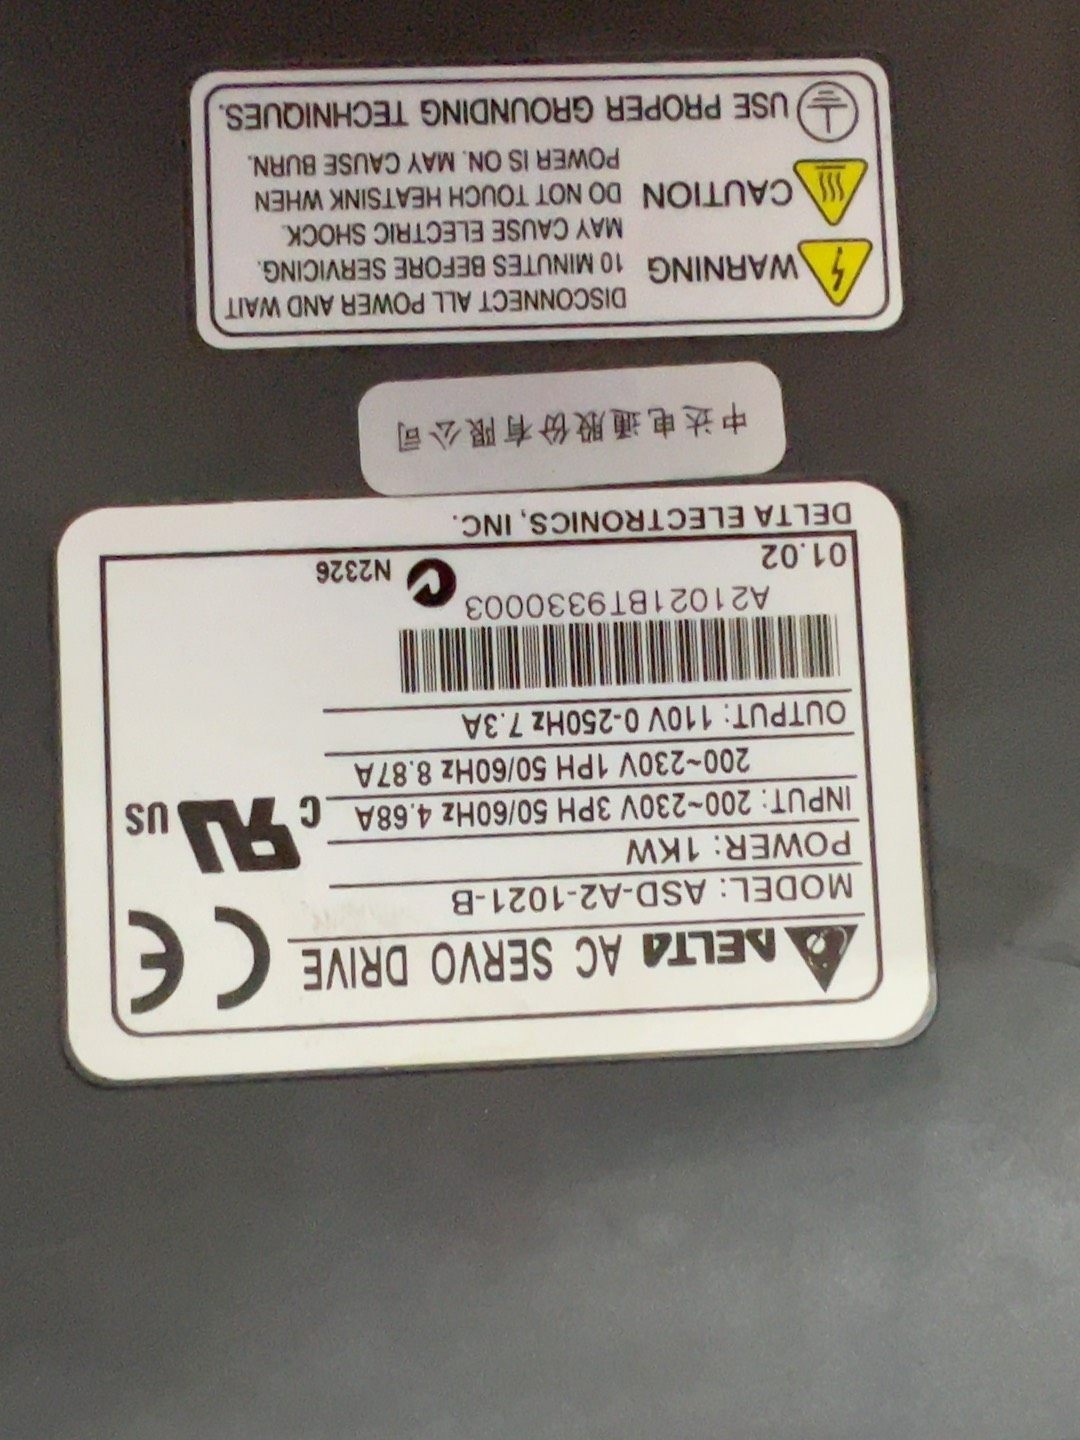 DELTA AC SERVO DRIVE
MODEL: ASD-A2-1021-B
POWER: 1KW
INPUT: 200~230V 3PH 50/60Hz 4.68A
200~230V 1PH 50/60Hz 8.87A
OUTPUT: 110V 0-250Hz 7.3A
A21021BT9330003
01.02
N2326
DELTA ELECTRONICS, INC.
CE
c RU US
中达电通股份有限公司
WARNING
DISCONNECT ALL POWER AND WAIT
10 MINUTES BEFORE SERVICING.
MAY CAUSE ELECTRIC SHOCK.
CAUTION
DO NOT TOUCH HEATSINK WHEN
POWER IS ON. MAY CAUSE BURN.
USE PROPER GROUNDING TECHNIQUES.